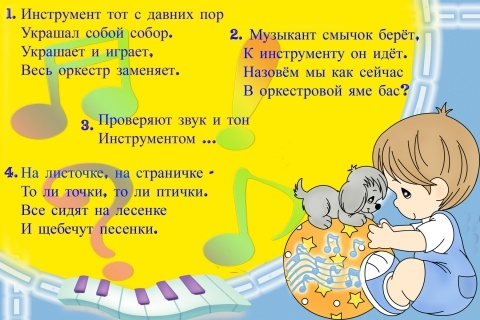 1. Инструмент тот с давних пор
Украшал собой собор.
Украшает и играет,
Весь оркестр заменяет.
2. Музыкант смычок берёт,
К инструменту он идёт.
Назовём мы как сейчас
В оркестровой яме бас?
3. Проверяют звук и тон
Инструментом ...
4. На листочке, на страничке -
То ли точки, то ли птички.
Все сидят на лесенке
И щебечут песенки.